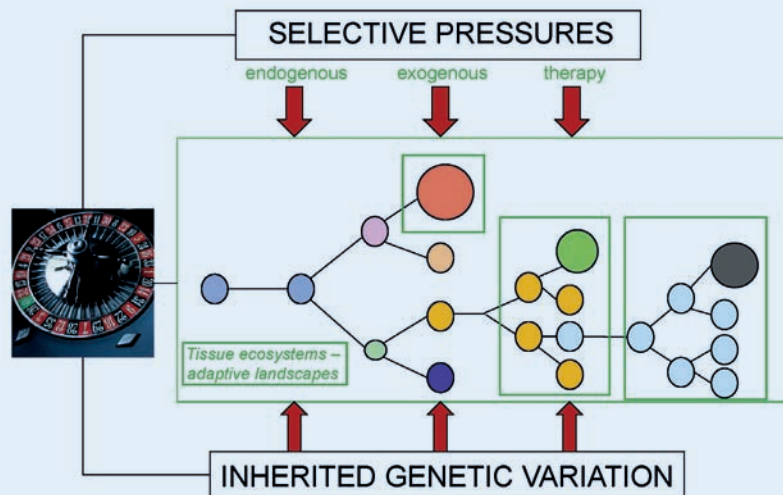 SELECTIVE PRESSURES
endogenous exogenous therapy
Tissue ecosystems –
adaptive landscapes
INHERITED GENETIC VARIATION